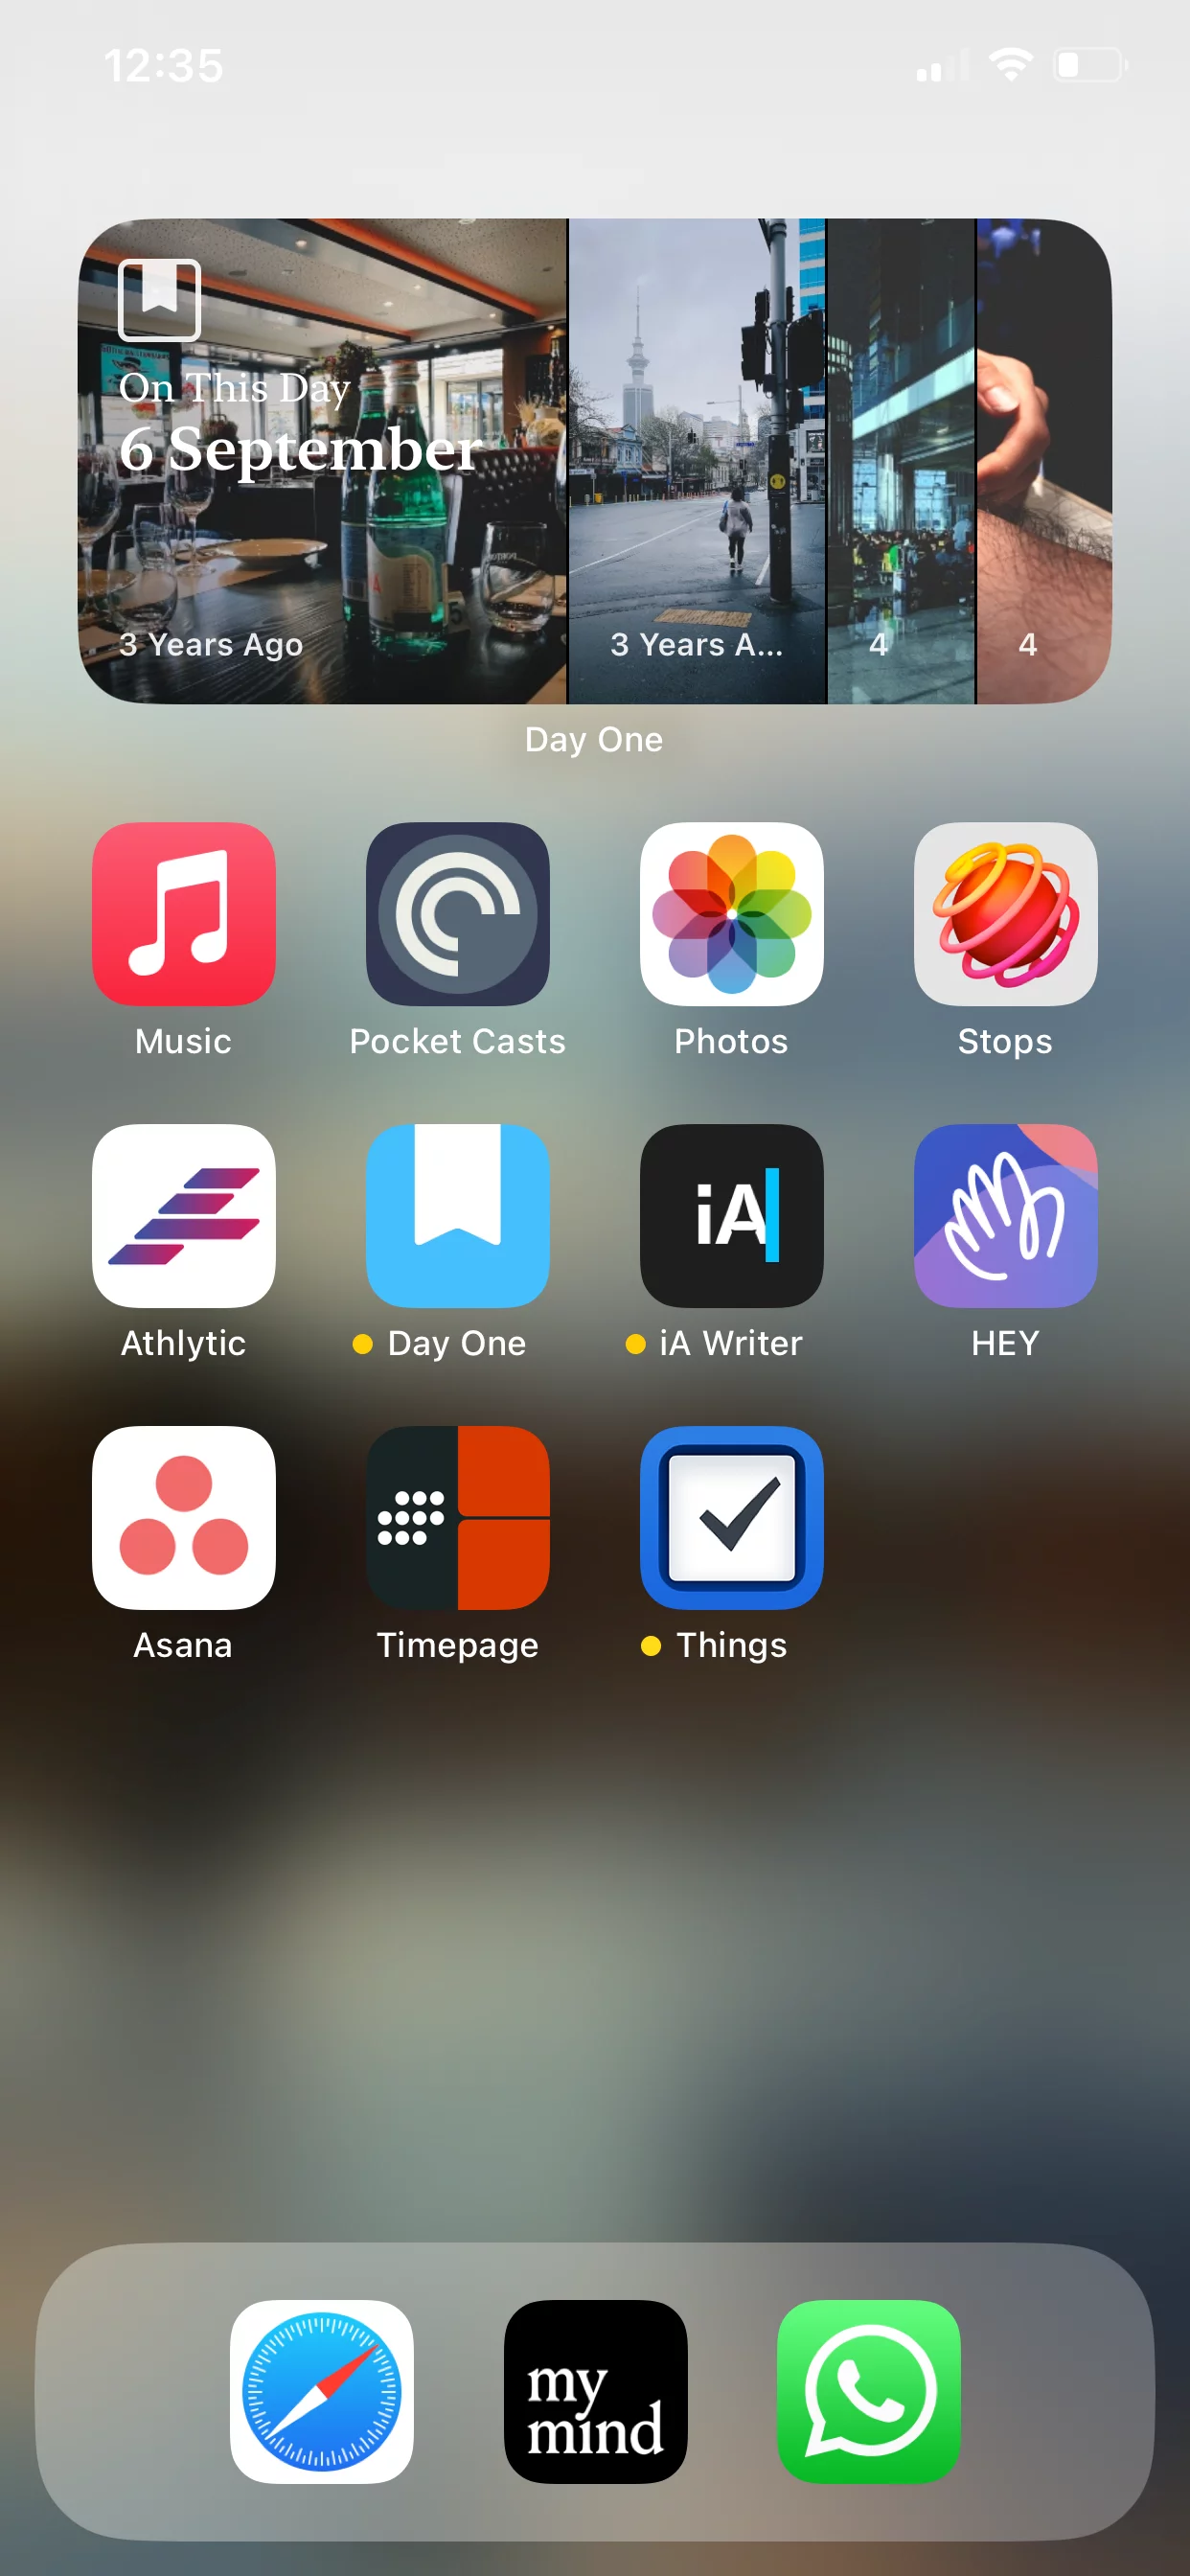 12:35
On This Day
6 September
3 Years Ago
3 Years A...
4
4
Day One
Music
Pocket Casts
Photos
Stops
Athlytic
Day One
iA
iA Writer
HEY
Asana
Timepage
Things
my
mind